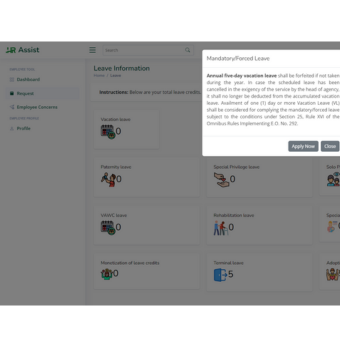 Assist
Search
Mandatory/Forced Leave
Leave Information
Dashboard
Annual five-day vacation leave shall be forfeited if not taken
during the year. In case the scheduled leave has been
cancelled in the exigency of the service by the head of agency,
it shall no longer be deducted from the accumulated vacation
leave. Availment of one (1) day or more Vacation Leave (VL)
shall be considered for complying the mandatory/forced leave
subject to the conditions under Section 25, Rule XVI of the
Omnibus Rules Implementing E.O. No. 292.
Request
Instructions: Below are your total leave credits
Employee Concerns
Profile
Vacation leave
0
Apply Now
Close
Paternity leave
0
Special Privilege leave
0
Solo P
VAWC leave
0
Rehabilitation leave
0
Specia
Monetization of leave credits
0
Terminal leave
5
Adopt